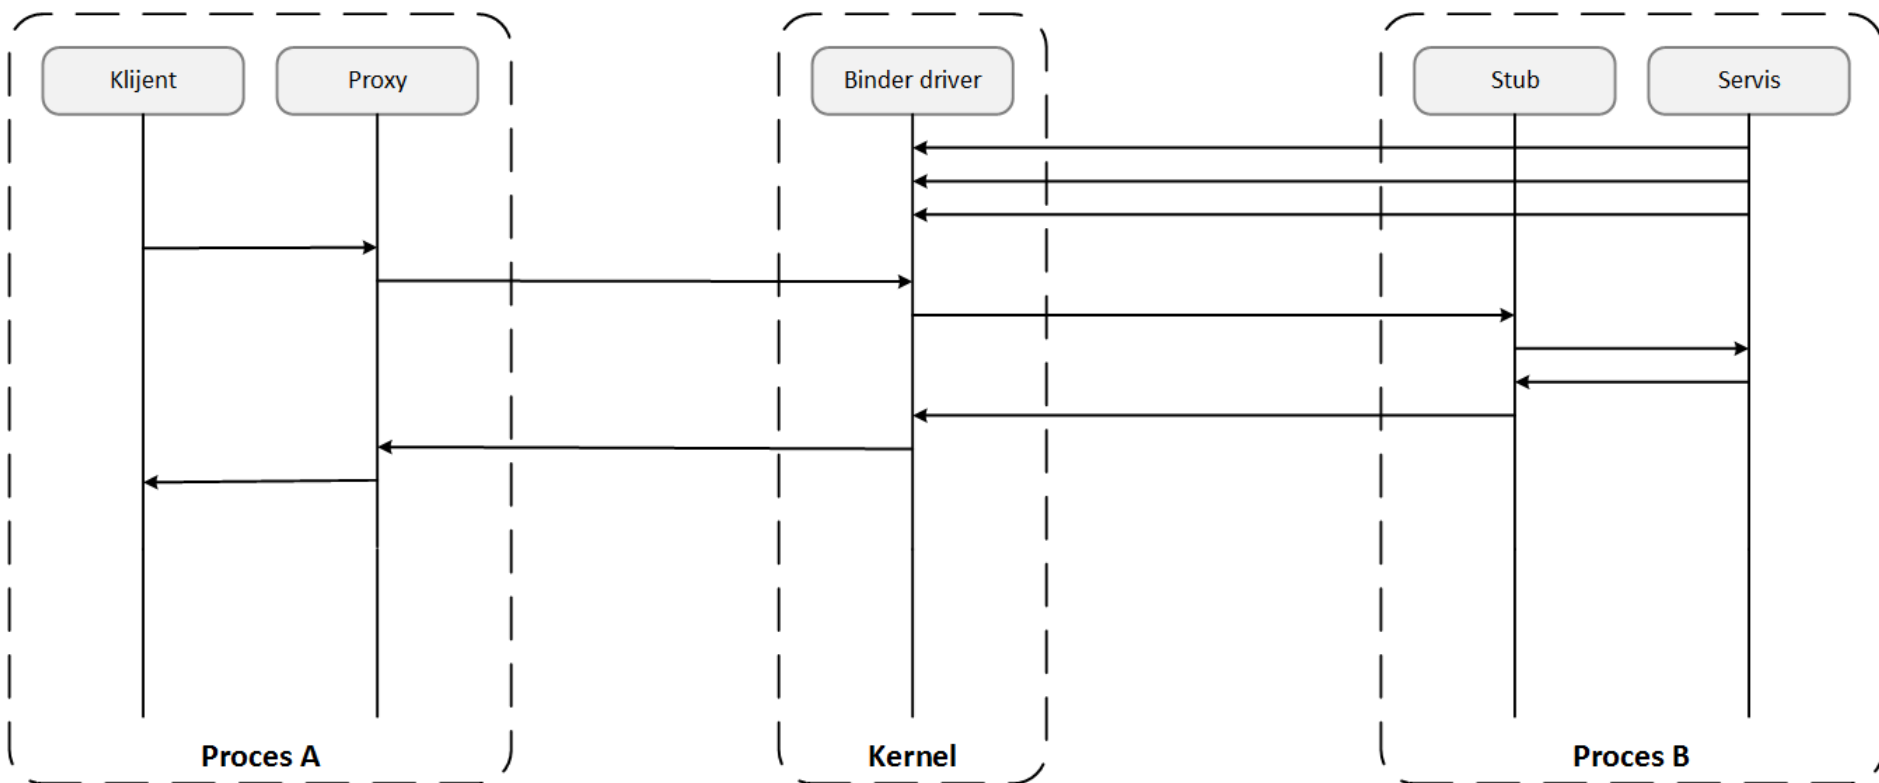 Klijent
Proxy
Binder driver
Stub
Servis
Proces A
Kernel
Proces B